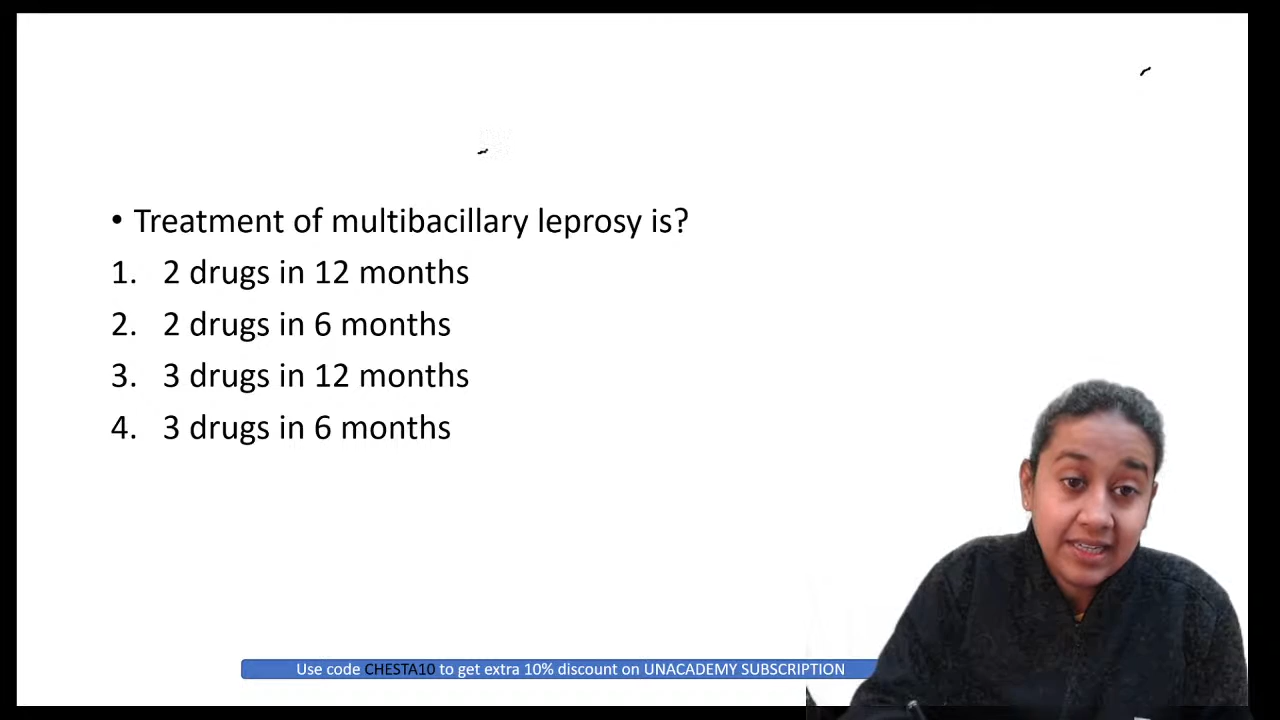 • Treatment of multibacillary leprosy is?
1. 2 drugs in 12 months
2. 2 drugs in 6 months
3. 3 drugs in 12 months
4. 3 drugs in 6 months
Use code CHESTA10 to get extra 10% discount on UNACADEMY SUBSCRIPTION